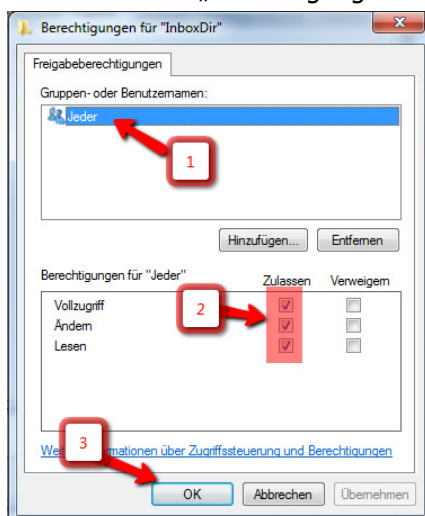 Berechtigungen für "InboxDir"
Freigabeberechtigungen
Gruppen- oder Benutzernamen:
Jeder
1
Hinzufügen... Entfernen
Berechtigungen für "Jeder" Zulassen Verweigern
Vollzugriff
2
Ändern
Lesen
3
über Zugriffssteuerung und Berechtigungen
OK Abbrechen Übernehmen